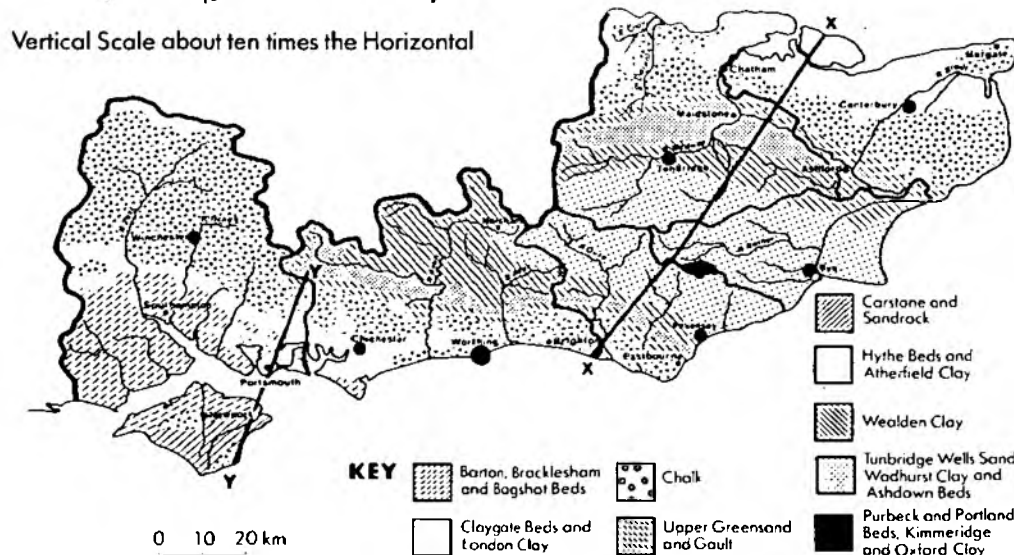 Vertical Scale about ten times the Horizontal
X
Margate
Chatham
Canterbury
Maidstone
Tonbridge
Ashford
Winchester
Y
Rye
Southampton
Chichester
Worthing
Brighton
Pevensey
Eastbourne
X
Portsmouth
Y
Carstone and
Sandrock
Hythe Beds and
Atherfield Clay
Wealden Clay
Tunbridge Wells Sand
Wadhurst Clay and
Ashdown Beds
Purbeck and Portland
Beds, Kimmeridge
and Oxford Clay
KEY
Barton, Bracklesham
and Bagshot Beds
Chalk
Claygate Beds and
London Clay
Upper Greensand
and Gault
0 10 20 km